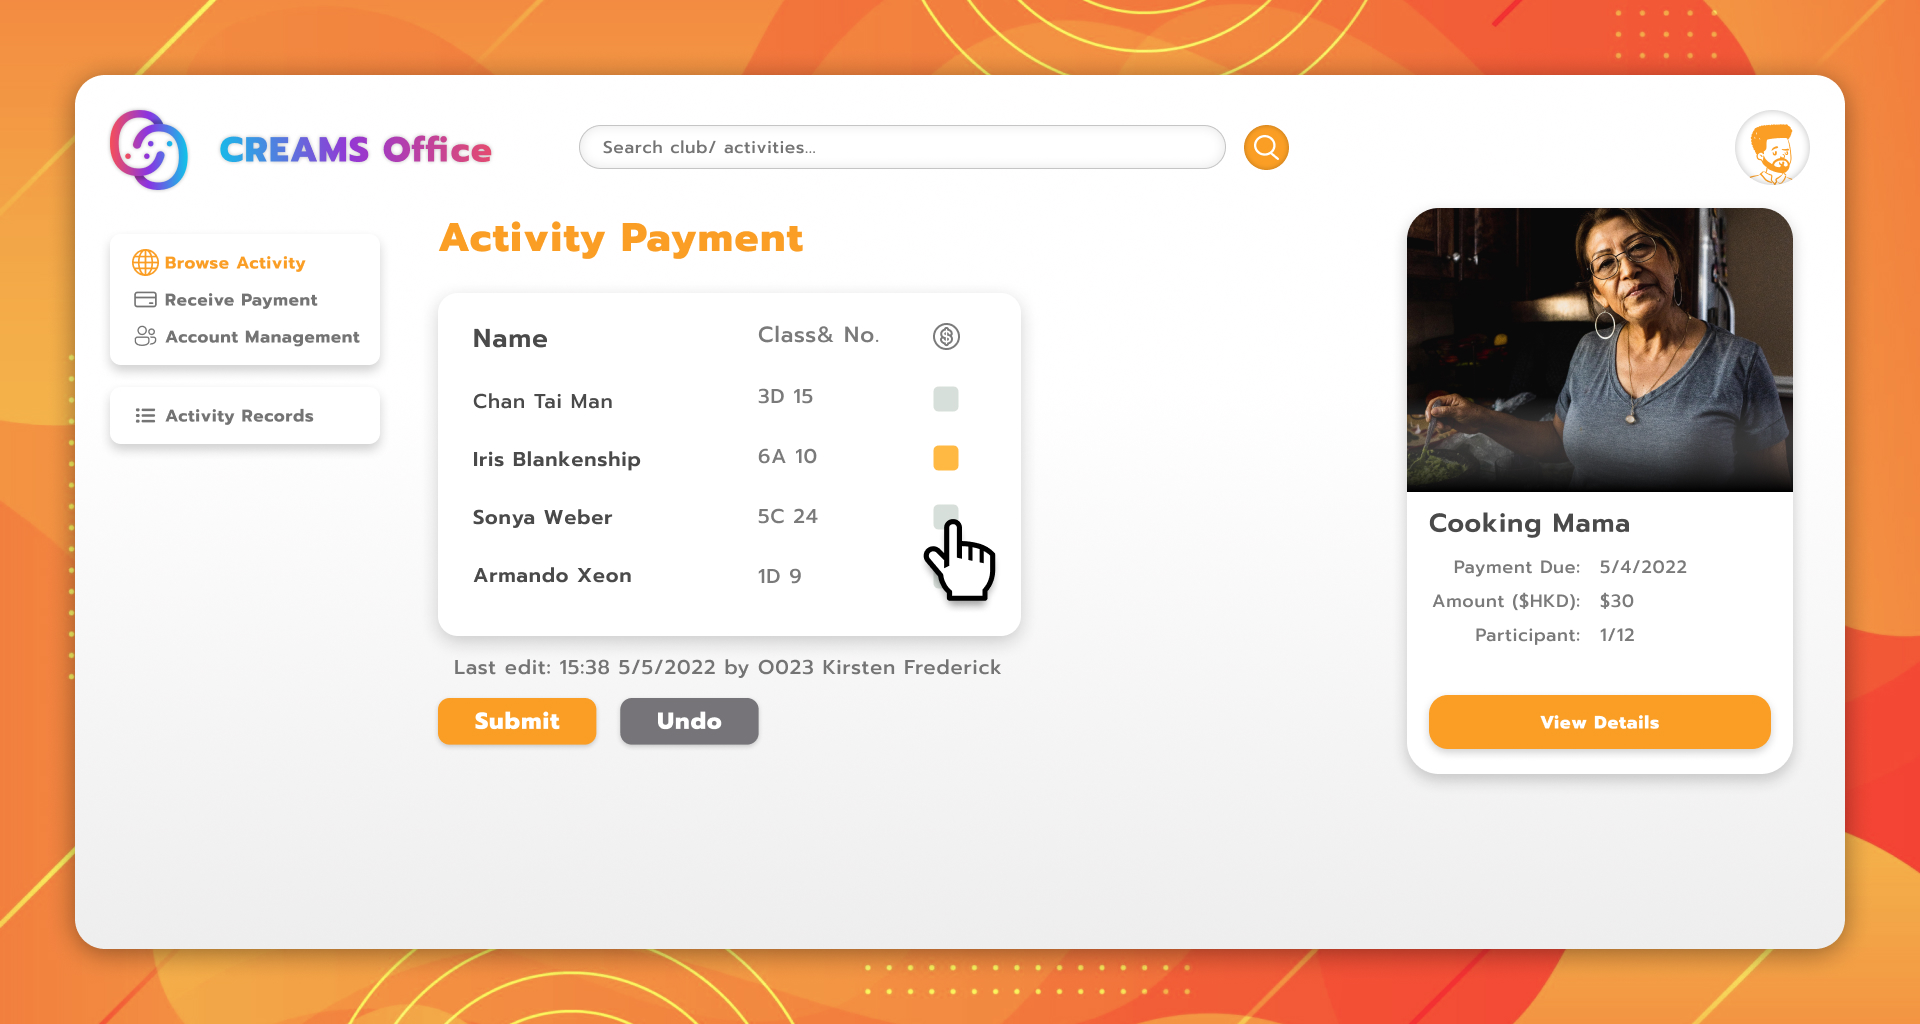 CREAMS Office
Search club/ activities...
Browse Activity
Receive Payment
Account Management
Activity Records
Activity Payment
Name Class& No.
Chan Tai Man 3D 15
Iris Blankenship 6A 10
Sonya Weber 5C 24
Armando Xeon 1D 9
Last edit: 15:38 5/5/2022 by O023 Kirsten Frederick
Submit Undo
Cooking Mama
Payment Due: 5/4/2022
Amount ($HKD): $30
Participant: 1/12
View Details